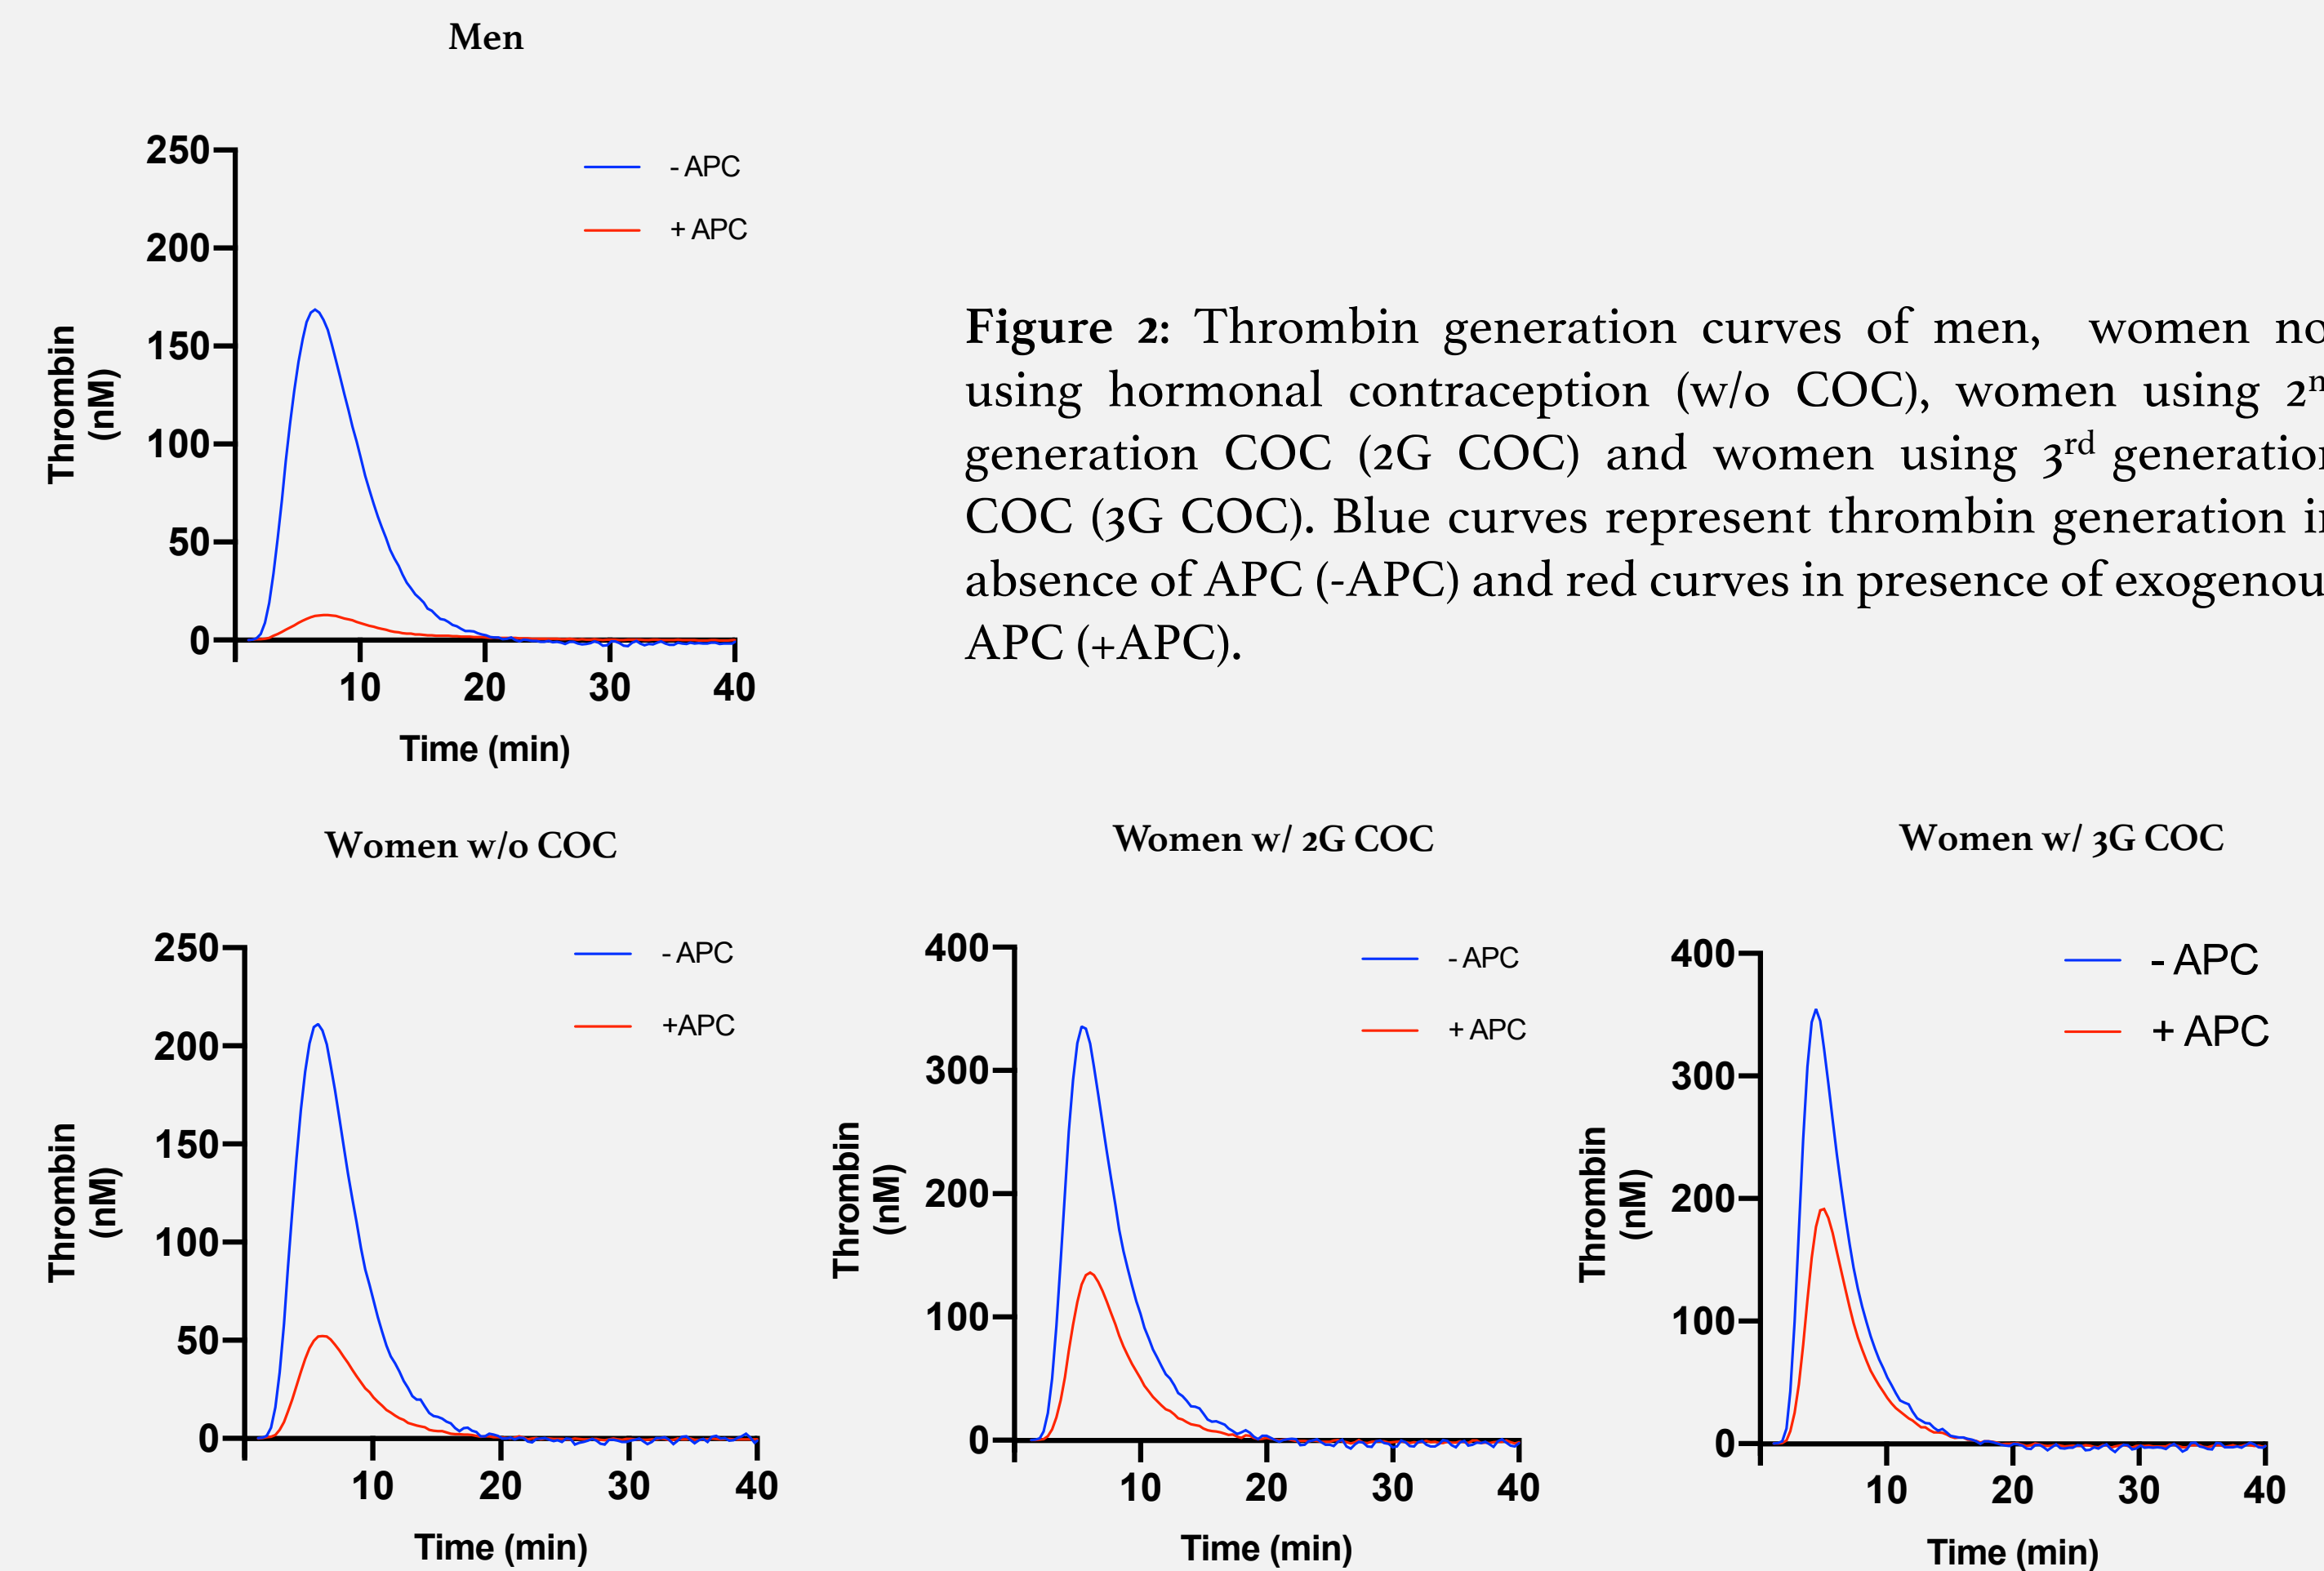 Men
250
200
150
100
50
0
Thrombin
(nM)
- APC
+ APC
10 20 30 40
Time (min)
Figure 2: Thrombin generation curves of men, women no
using hormonal contraception (w/o COC), women using 2n
generation COC (2G COC) and women using 3rd generation
COC (3G COC). Blue curves represent thrombin generation in
absence of APC (-APC) and red curves in presence of exogenou
APC (+APC).
Women w/o COC
250
200
150
100
50
0
Thrombin
(nM)
- APC
+APC
10 20 30 40
Time (min)
Women w/ 2G COC
400
300
200
100
0
Thrombin
(nM)
- APC
+ APC
10 20 30 40
Time (min)
Women w/ 3G COC
400
300
200
100
0
Thrombin
(nM)
- APC
+ APC
10 20 30 40
Time (min)